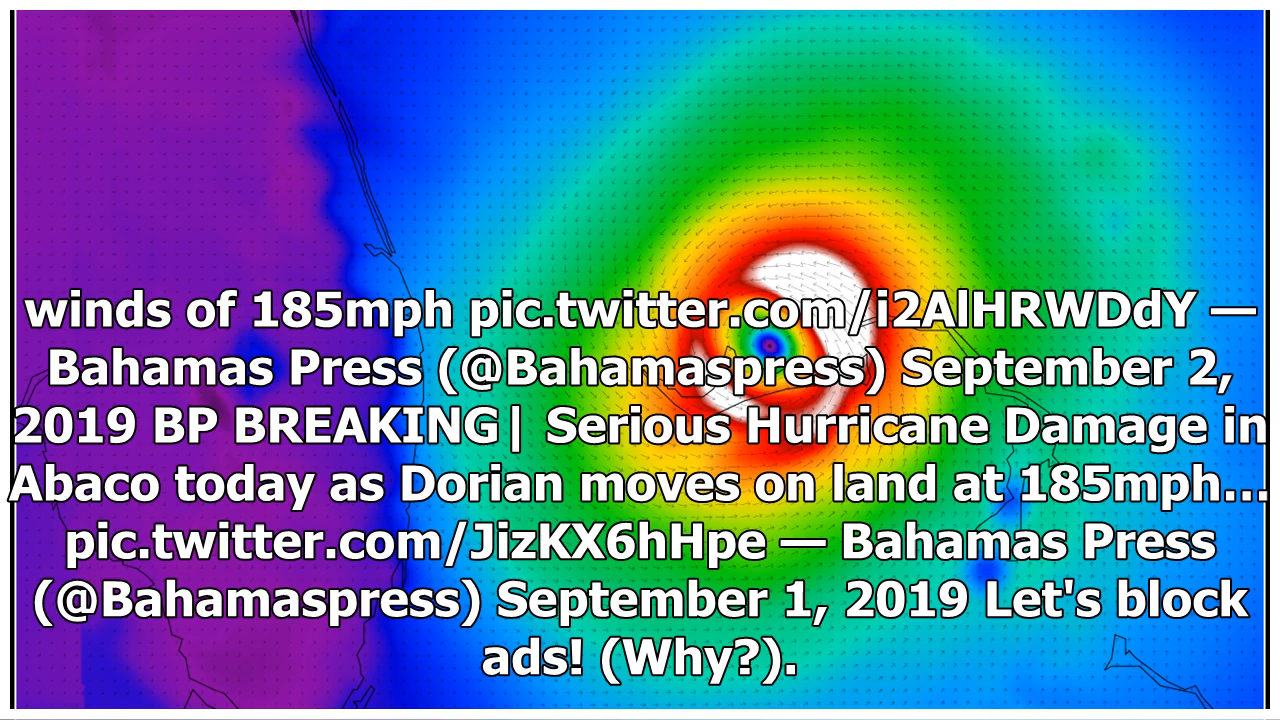 winds of 185mph pic.twitter.com/i2AlHRWDdY —
Bahamas Press (@Bahamaspress) September 2,
2019 BP BREAKING| Serious Hurricane Damage in
Abaco today as Dorian moves on land at 185mph...
pic.twitter.com/JizKX6hHpe — Bahamas Press
(@Bahamaspress) September 1, 2019 Let's block
ads! (Why?).